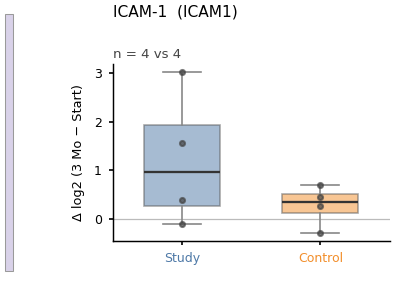 ICAM-1 (ICAM1)
n = 4 vs 4
Δ log2 (3 Mo − Start)
3
2
1
0
Study
Control